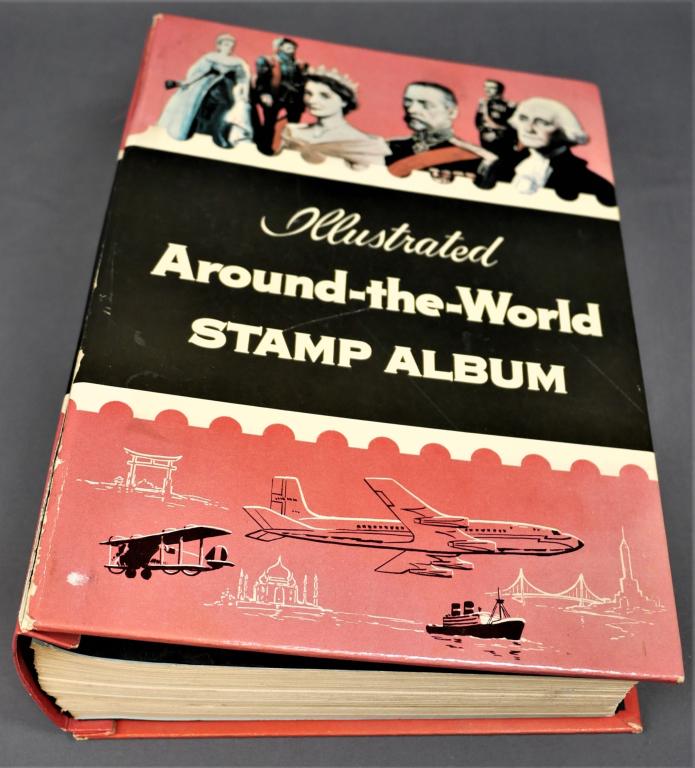 Illustrated
Around-the-World
STAMP ALBUM